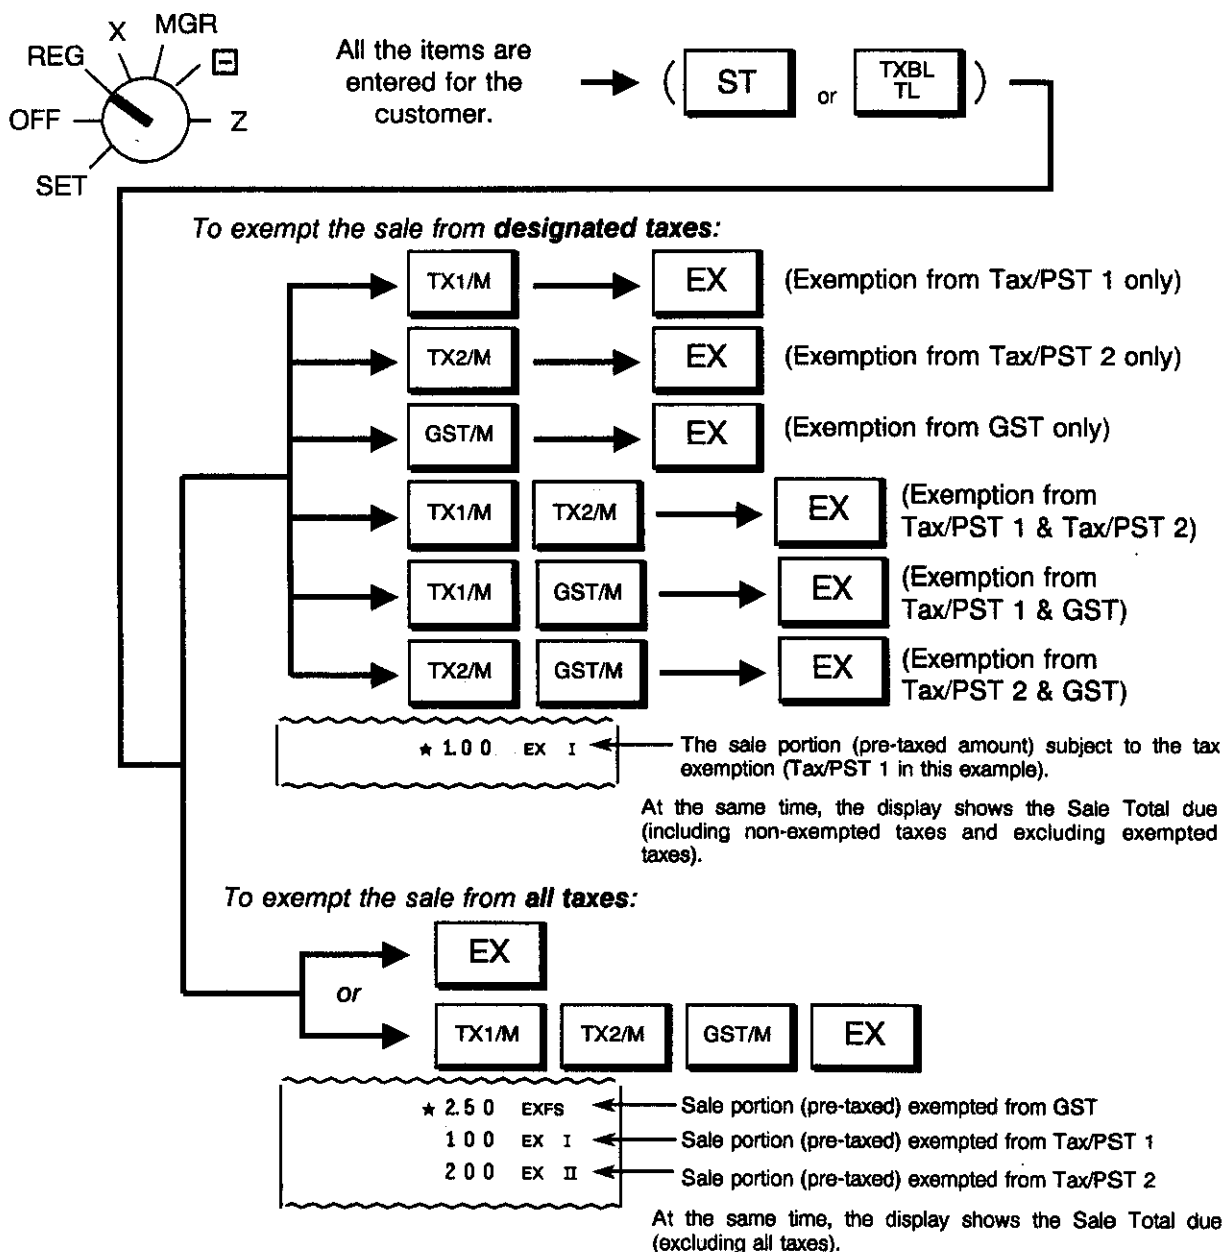 X
MGR
REG
OFF
Z
SET
All the items are
entered for the
customer.
( ST or TXBL TL )
To exempt the sale from designated taxes:
TX1/M EX (Exemption from Tax/PST 1 only)
TX2/M EX (Exemption from Tax/PST 2 only)
GST/M EX (Exemption from GST only)
TX1/M TX2/M EX (Exemption from
Tax/PST 1 & Tax/PST 2)
TX1/M GST/M EX (Exemption from
Tax/PST 1 & GST)
TX2/M GST/M EX (Exemption from
Tax/PST 2 & GST)
★ 1.00 EX I
The sale portion (pre-taxed amount) subject to the tax
exemption (Tax/PST 1 in this example).
At the same time, the display shows the Sale Total due
(including non-exempted taxes and excluding exempted
taxes).
To exempt the sale from all taxes:
EX
or
TX1/M TX2/M GST/M EX
★ 2.50 EXFS Sale portion (pre-taxed) exempted from GST
100 EX I Sale portion (pre-taxed) exempted from Tax/PST 1
200 EX II Sale portion (pre-taxed) exempted from Tax/PST 2
At the same time, the display shows the Sale Total due
(excluding all taxes).